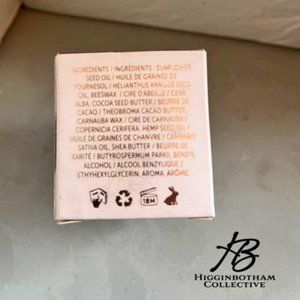 INGREDIENTS / INGRÉDIENTS : SUNFLOWER
SEED OIL / HUILE DE GRAINES DE
TOURNESOL / HELIANTHUS ANNUUS SEED
OIL, BEESWAX / CIRE D'ABEILLE / CERA
ALBA, COCOA SEED BUTTER / BEURRE DE
CACAO / THEOBROMA CACAO BUTTER,
CARNAUBA WAX / CIRE DE CARNAUBA /
COPERNICIA CERIFERA, HEMP SEED OIL /
HUILE DE GRAINES DE CHANVRE / CANNABIS
SATIVA OIL, SHEA BUTTER / BEURRE DE
KARITÉ / BUTYROSPERMUM PARKII, BENZYL
ALCOHOL / ALCOOL BENZYLIQUE /
ETHYHEXYLGLYCERIN, AROMA, ARÔME.
18M
HB
HIGGINBOTHAM
COLLECTIVE